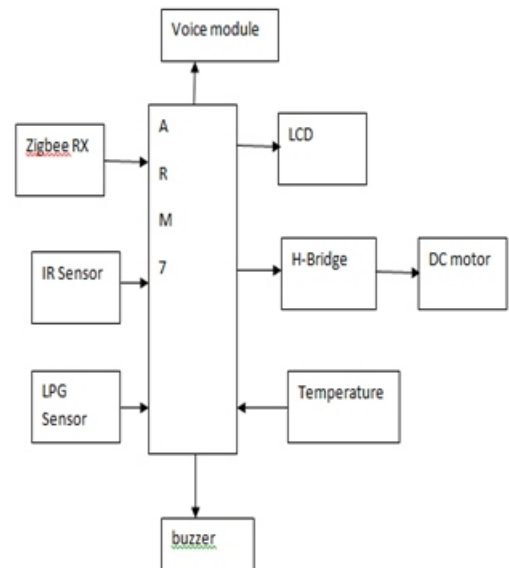 Voice module
A
R
M
7
Zigbee RX
LCD
IR Sensor
H-Bridge
DC motor
LPG
Sensor
Temperature
buzzer